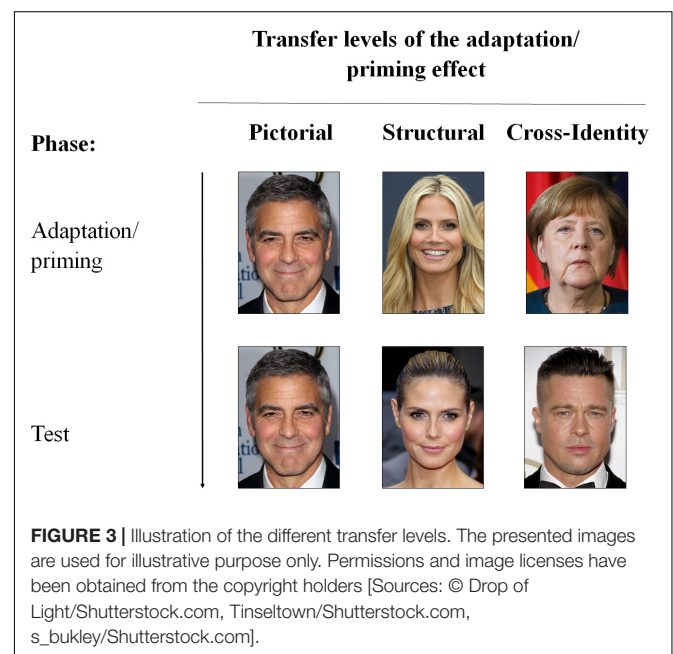 Transfer levels of the adaptation/
priming effect
Phase:
Pictorial Structural Cross-Identity
Adaptation/
priming
Test
FIGURE 3 | Illustration of the different transfer levels. The presented images
are used for illustrative purpose only. Permissions and image licenses have
been obtained from the copyright holders [Sources: © Drop of
Light/Shutterstock.com, Tinseltown/Shutterstock.com,
s_bukley/Shutterstock.com].